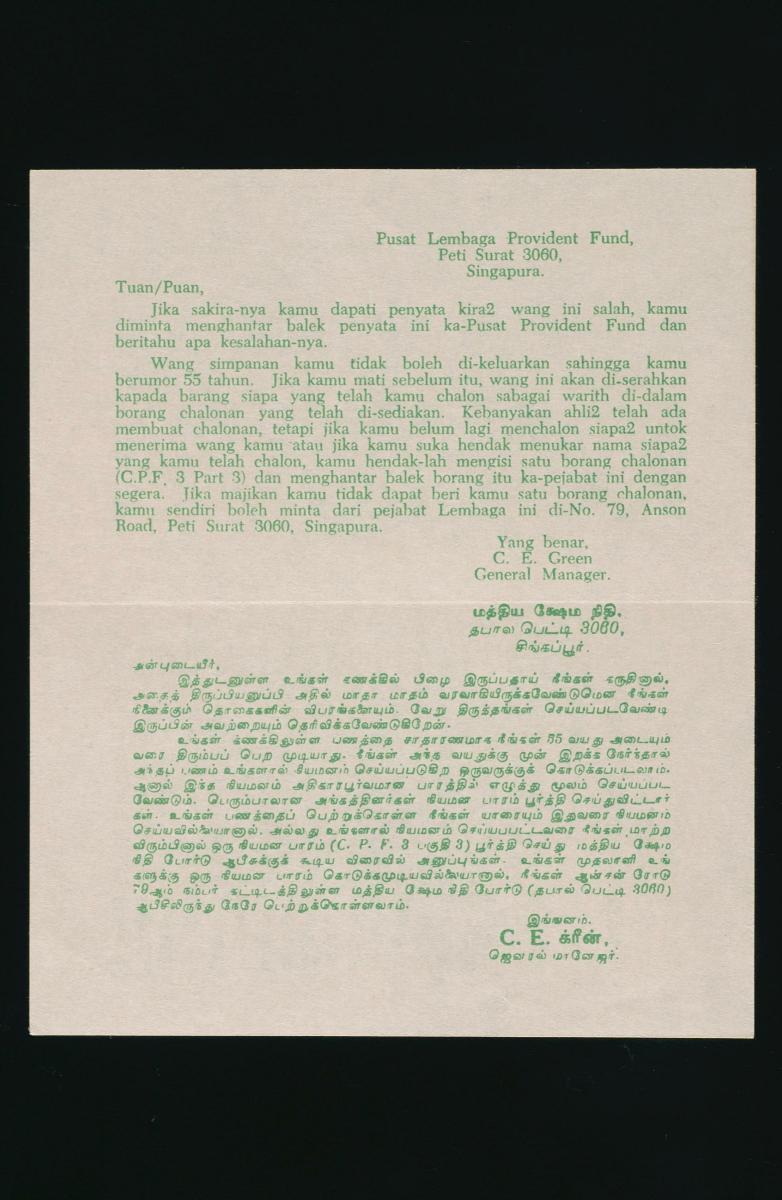 Pusat Lembaga Provident Fund,
Peti Surat 3060,
Singapura.
Tuan/Puan,
Jika sakira-nya kamu dapati penyata kira2 wang ini salah, kamu
diminta menghantar balek penyata ini ka-Pusat Provident Fund dan
beritahu apa kesalahan-nya.
Wang simpanan kamu tidak boleh di-keluarkan sahingga kamu
berumor 55 tahun. Jika kamu mati sebelum itu, wang ini akan di-serahkan
kapada barang siapa yang telah kamu chalon sabagai warith di-dalam
borang chalonan yang telah di-sediakan. Kebanyakan ahli2 telah ada
membuat chalonan, tetapi jika kamu belum lagi menchalon siapa2 untok
menerima wang kamu atau jika kamu suka hendak menukar nama siapa2
yang kamu telah chalon, kamu hendak-lah mengisi satu borang chalonan
(C.P.F. 3 Part 3) dan menghantar balek borang itu ka-pejabat ini dengan
segera. Jika majikan kamu tidak dapat beri kamu satu borang chalonan,
kamu sendiri boleh minta dari pejabat Lembaga ini di-No. 79, Anson
Road, Peti Surat 3060, Singapura.
Yang benar,
C. E. Green
General Manager.
மத்திய க்ஷேம நிதி,
தபால் பெட்டி 3060,
சிங்கப்பூர்.
அன்புடையீர்,
இத்துடனுள்ள உங்கள் கணக்கில் பிழை இருப்பதாய் நீங்கள் கருதினால்,
அதைத் திருப்பியனுப்பி அதில் மாதா மாதம் வரவாகியிருக்கவேண்டுமென நீங்கள்
நினைக்கும் தொகைகளின் விபரங்களையும். வேறு திருத்தங்கள் செய்யப்படவேண்டி
இருப்பின் அவற்றையும் தெரிவிக்கவேண்டுகிறேன்.
உங்கள் கணக்கிலுள்ள பணத்தை சாதாரணமாக நீங்கள் 55 வயது அடையும்
வரை திரும்பப் பெற முடியாது. நீங்கள் அந்த வயதுக்கு முன் இறக்க நேர்ந்தால்
அந்தப் பணம் உங்களால் நியமனம் செய்யப்படுகிற ஒருவருக்குக் கொடுக்கப்படலாம்.
ஆனால் இந்த நியமனம் அதிகாரபூர்வமான பாரத்தில் எழுத்து மூலம் செய்யப்பட
வேண்டும். பெரும்பாலான அங்கத்தினர்கள் நியமன பாரம் பூர்த்தி செய்துவிட்டார்
கள். உங்கள் பணத்தைப் பெற்றுக்கொள்ள நீங்கள் யாரையும் இதுவரை நியமனம்
செய்யவில்லையானால், அல்லது உங்களால் நியமனம் செய்யபபட்டவரை நீங்கள் மாற்ற
விரும்பினால் ஒரு நியமன பாரம் (C. P. F. 3 பகுதி 3) பூர்த்தி செய்து மத்திய க்ஷேம
நிதி போர்டு ஆபீசுக்குக் கூடிய விரைவில் அனுப்புங்கள். உங்கள் முதலாளி உங்
களுக்கு ஒரு நியமன பாரம் கொடுக்கமுடியவில்லையானால், நீங்கள் ஆன்சன் ரோடு
79ஆம் நம்பர் கட்டிடத்திலுள்ள மத்திய க்ஷேம நிதி போர்டு (தபால் பெட்டி 3060)
ஆபீசிலிருந்து நேரே பெற்றுக்கொள்ளலாம்.
இங்ஙனம்.
C. E. க்ரீன்,
ஜெனரல் மானேஜர்.